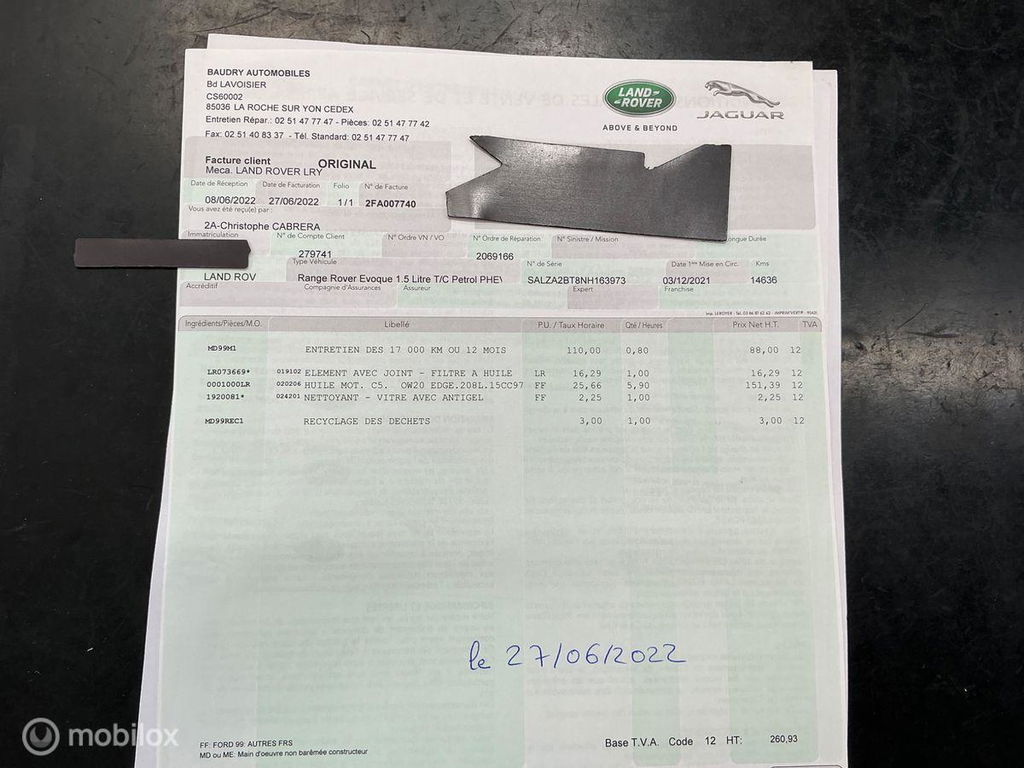 BAUDRY AUTOMOBILES
Bd LAVOISIER
CS60002
85036 LA ROCHE SUR YON CEDEX
Entretien Répar.: 02 51 47 77 47 - Pièces: 02 51 47 77 42
Fax: 02 51 40 83 37 - Tél. Standard: 02 51 47 77 47
LAND ROVER
ABOVE & BEYOND
JAGUAR
Facture client ORIGINAL
Meca. LAND ROVER LRY
Date de Réception Date de Facturation Folio N° de Facture
08/06/2022 27/06/2022 1/1 2FA007740
Vous avez été reçu(e) par :
2A-Christophe CABRERA
Immatriculation N° de Compte Client N° Ordre VN / VO N° Ordre de Réparation N° Sinistre / Mission Longue Durée
279741 2069166
Type Véhicule N° de Série Date 1ère Mise en Circ. Kms
LAND ROV Range Rover Evoque 1.5 Litre T/C Petrol PHEV SALZA2BT8NH163973 03/12/2021 14636
Accréditif Compagnie d'Assurances Assureur Expert Franchise
Ingrédients/Pièces/M.O. Libellé P.U. / Taux Horaire Qté / Heures Prix Net H.T. TVA
MD99M1 ENTRETIEN DES 17 000 KM OU 12 MOIS 110,00 0,80 88,00 12
LR073669* 019102 ELEMENT AVEC JOINT - FILTRE A HUILE LR 16,29 1,00 16,29 12
0001000LR 020206 HUILE MOT. C5. OW20 EDGE.208L.15CC97 FF 25,66 5,90 151,39 12
1920081* 024201 NETTOYANT - VITRE AVEC ANTIGEL FF 2,25 1,00 2,25 12
MD99REC1 RECYCLAGE DES DECHETS 3,00 1,00 3,00 12
le 27/06/2022
FF: FORD 99: AUTRES FRS
MD ou ME: Main d'oeuvre non barêmée constructeur
Base T.V.A. Code 12 HT: 260,93
mobilox